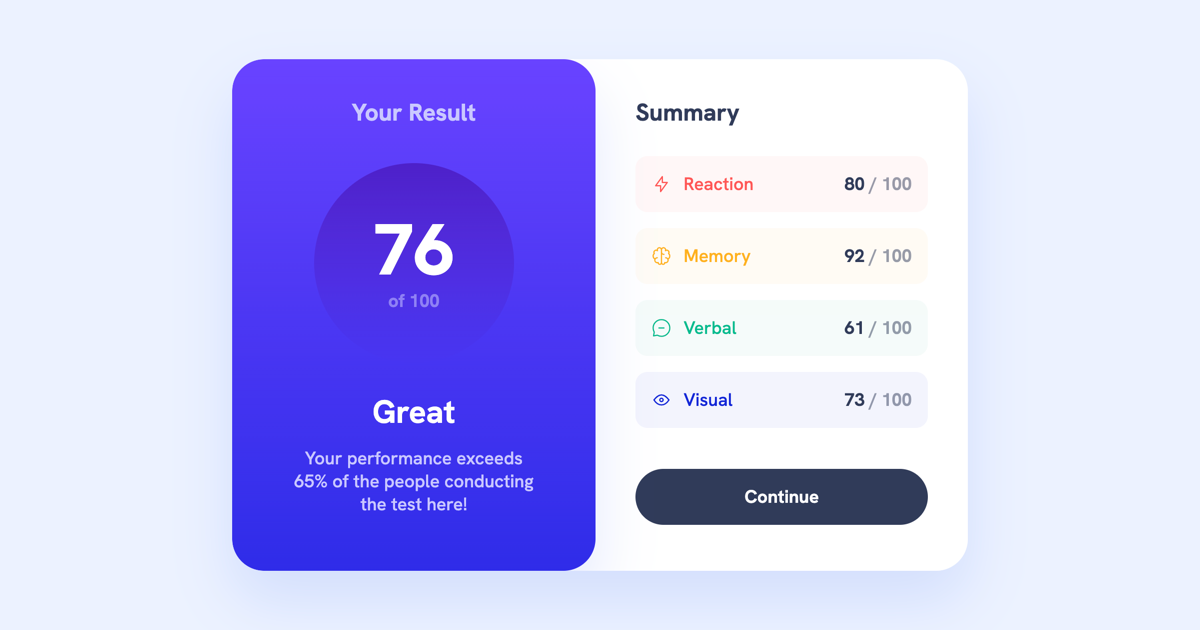 Your Result
76
of 100
Great
Your performance exceeds
65% of the people conducting
the test here!
Summary
Reaction 80 / 100
Memory 92 / 100
Verbal 61 / 100
Visual 73 / 100
Continue